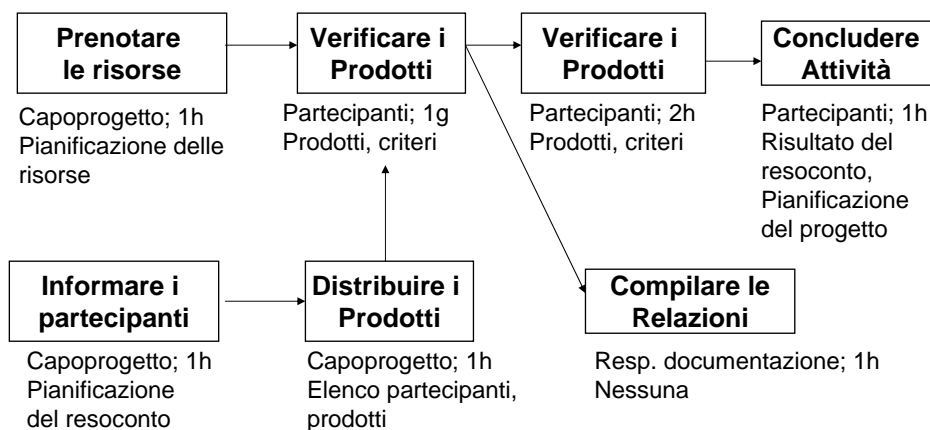 Prenotare
le risorse
Capoprogetto; 1h
Pianificazione delle
risorse
Verificare i
Prodotti
Partecipanti; 1g
Prodotti, criteri
Verificare i
Prodotti
Partecipanti; 2h
Prodotti, criteri
Concludere
Attività
Partecipanti; 1h
Risultato del
resoconto,
Pianificazione
del progetto
Informare i
partecipanti
Capoprogetto; 1h
Pianificazione
del resoconto
Distribuire i
Prodotti
Capoprogetto; 1h
Elenco partecipanti,
prodotti
Compilare le
Relazioni
Resp. documentazione; 1h
Nessuna